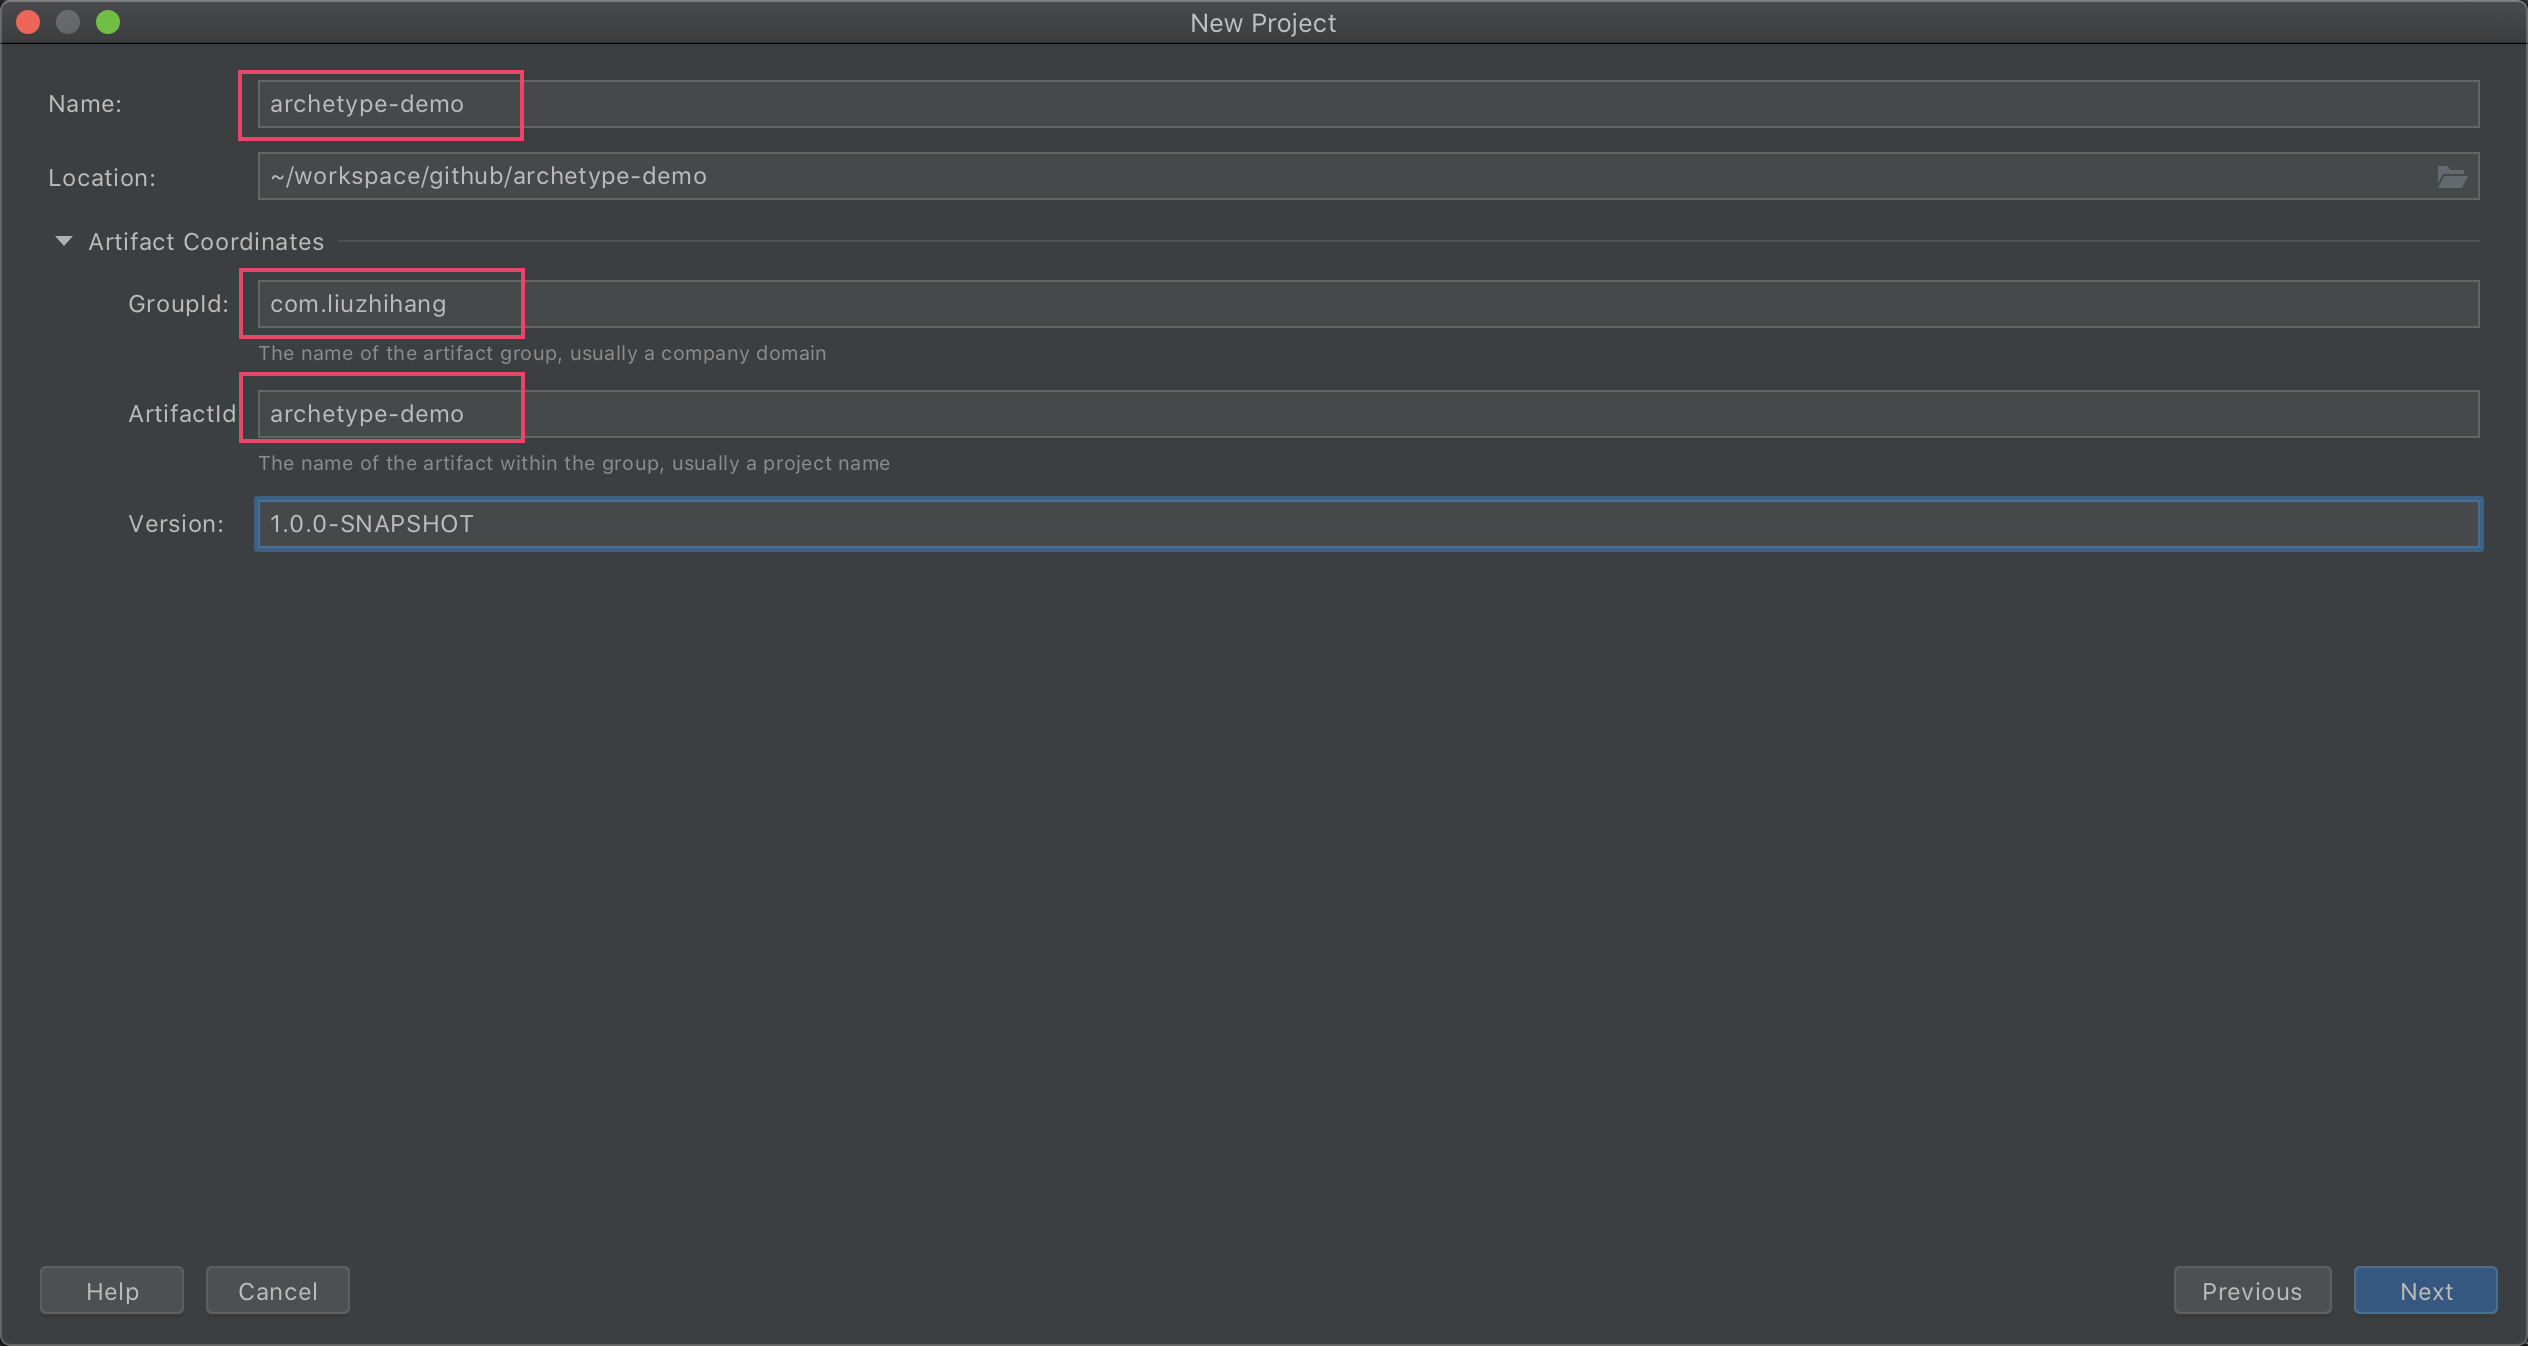 New Project
Name: archetype-demo
Location: ~/workspace/github/archetype-demo
Artifact Coordinates
GroupId: com.liuzhihang
The name of the artifact group, usually a company domain
ArtifactId archetype-demo
The name of the artifact within the group, usually a project name
Version: 1.0.0-SNAPSHOT
Help Cancel Previous Next